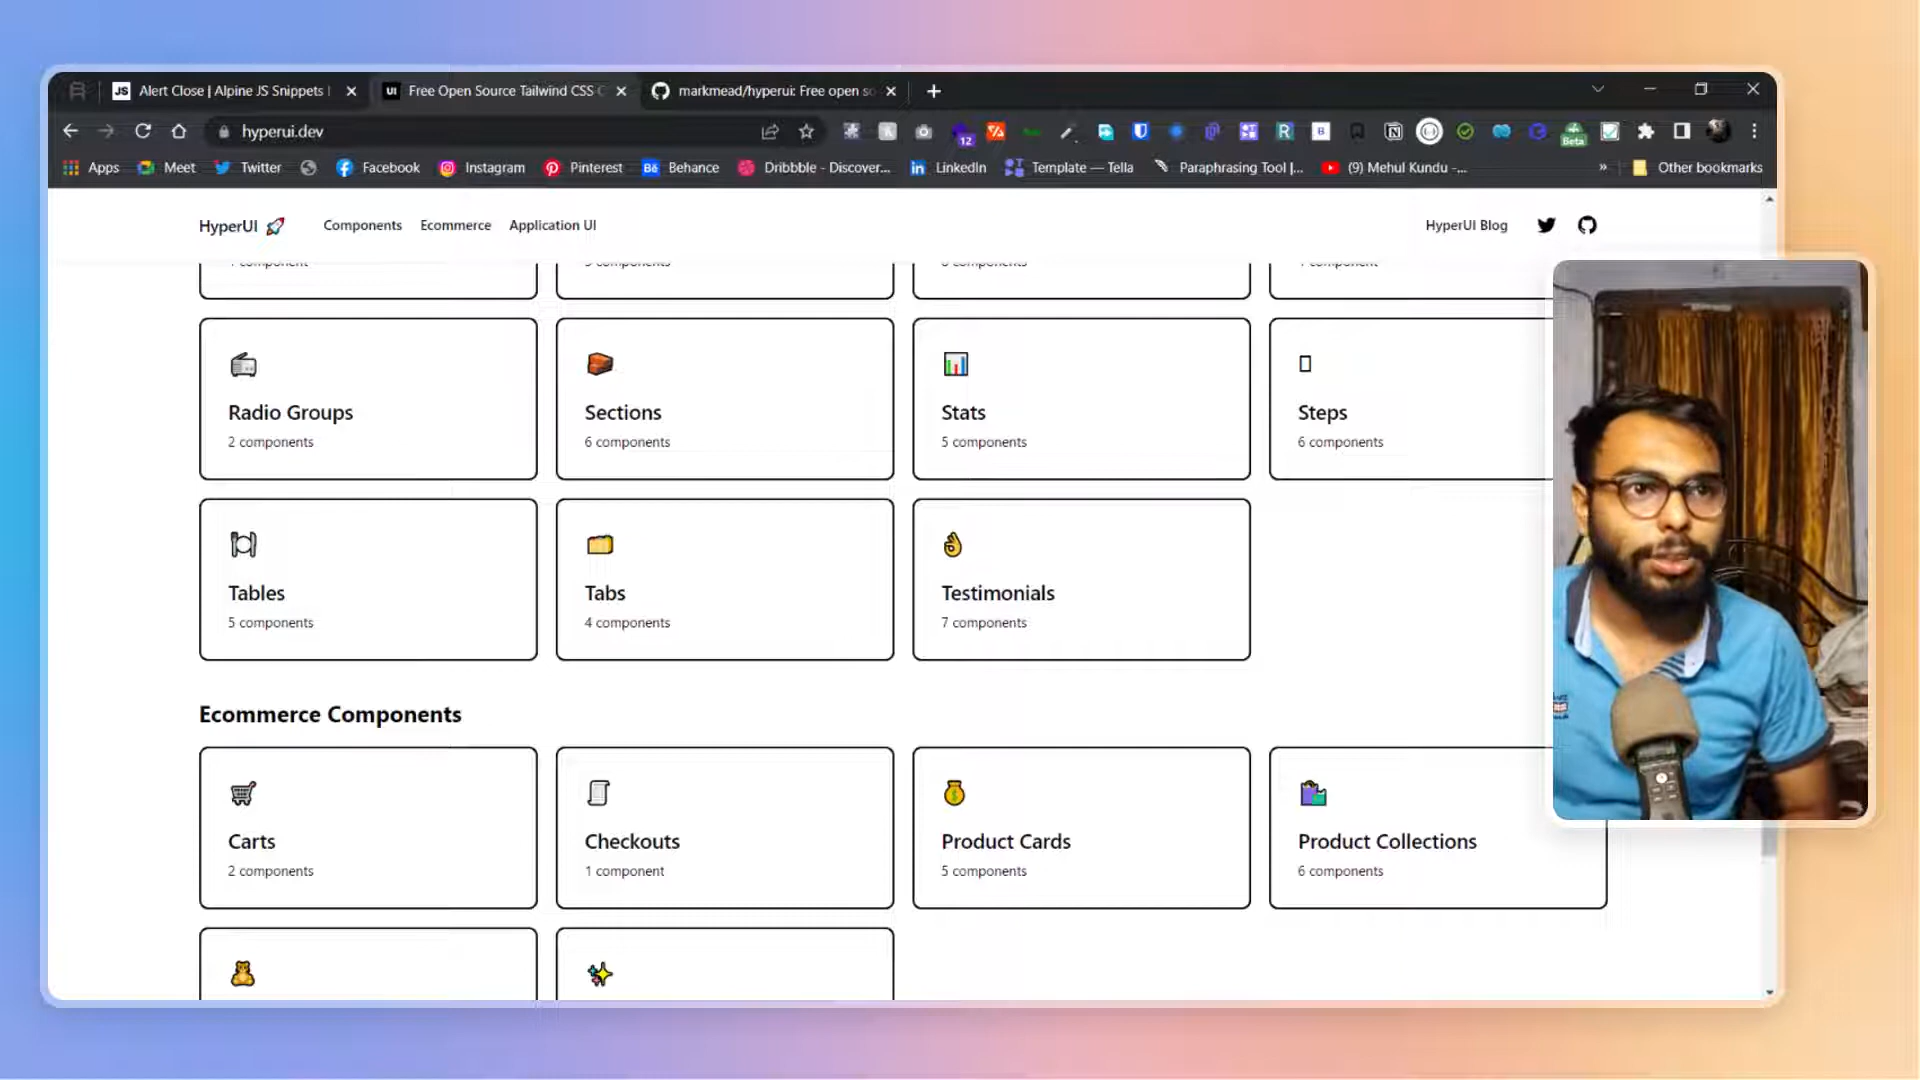 Alert Close | Alpine JS Snippets |
Free Open Source Tailwind CSS C
markmead/hyperui: Free open so
hyperui.dev
12
Beta
Apps
Meet
Twitter
Facebook
Instagram
Pinterest
Behance
Dribbble - Discover...
LinkedIn
Template — Tella
Paraphrasing Tool |...
(9) Mehul Kundu -...
»
Other bookmarks
HyperUI
Components
Ecommerce
Application UI
HyperUI Blog
Radio Groups
2 components
Sections
6 components
Stats
5 components
Steps
6 components
Tables
5 components
Tabs
4 components
Testimonials
7 components
Ecommerce Components
Carts
2 components
Checkouts
1 component
Product Cards
5 components
Product Collections
6 components